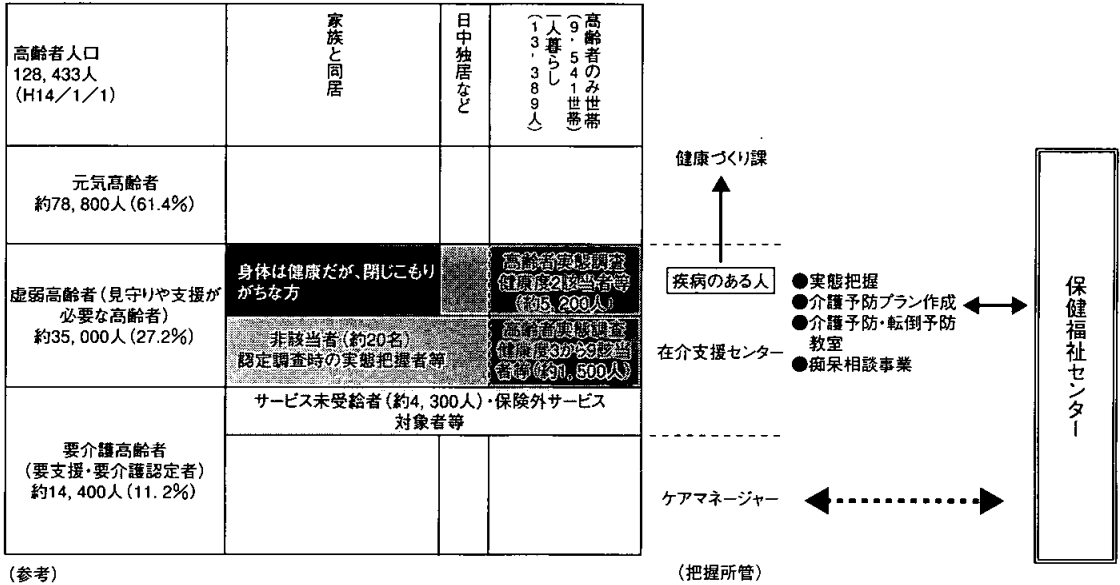 高齢者人口
128,433人
(H14/1/1)
家族と同居
日中独居など
高齢者のみ世帯
(9,541世帯)
一人暮らし
(13,389人)
元気高齢者
約78,800人(61.4%)
虚弱高齢者(見守りや支援が
必要な高齢者)
約35,000人(27.2%)
身体は健康だが、閉じこもり
がちな方
高齢者実態調査
健康度2該当者等
(約5,200人)
非該当者(約20名)
認定調査時の実態把握者等
高齢者実態調査
健康度3から9該当
者等(約1,500人)
サービス未受給者(約4,300人)・保険外サービス
対象者等
要介護高齢者
(要支援・要介護認定者)
約14,400人(11.2%)
健康づくり課
疾病のある人
在介支援センター
●実態把握
●介護予防プラン作成
●介護予防・転倒予防
教室
●痴呆相談事業
ケアマネージャー
保健福祉センター
(参考)
(把握所管)